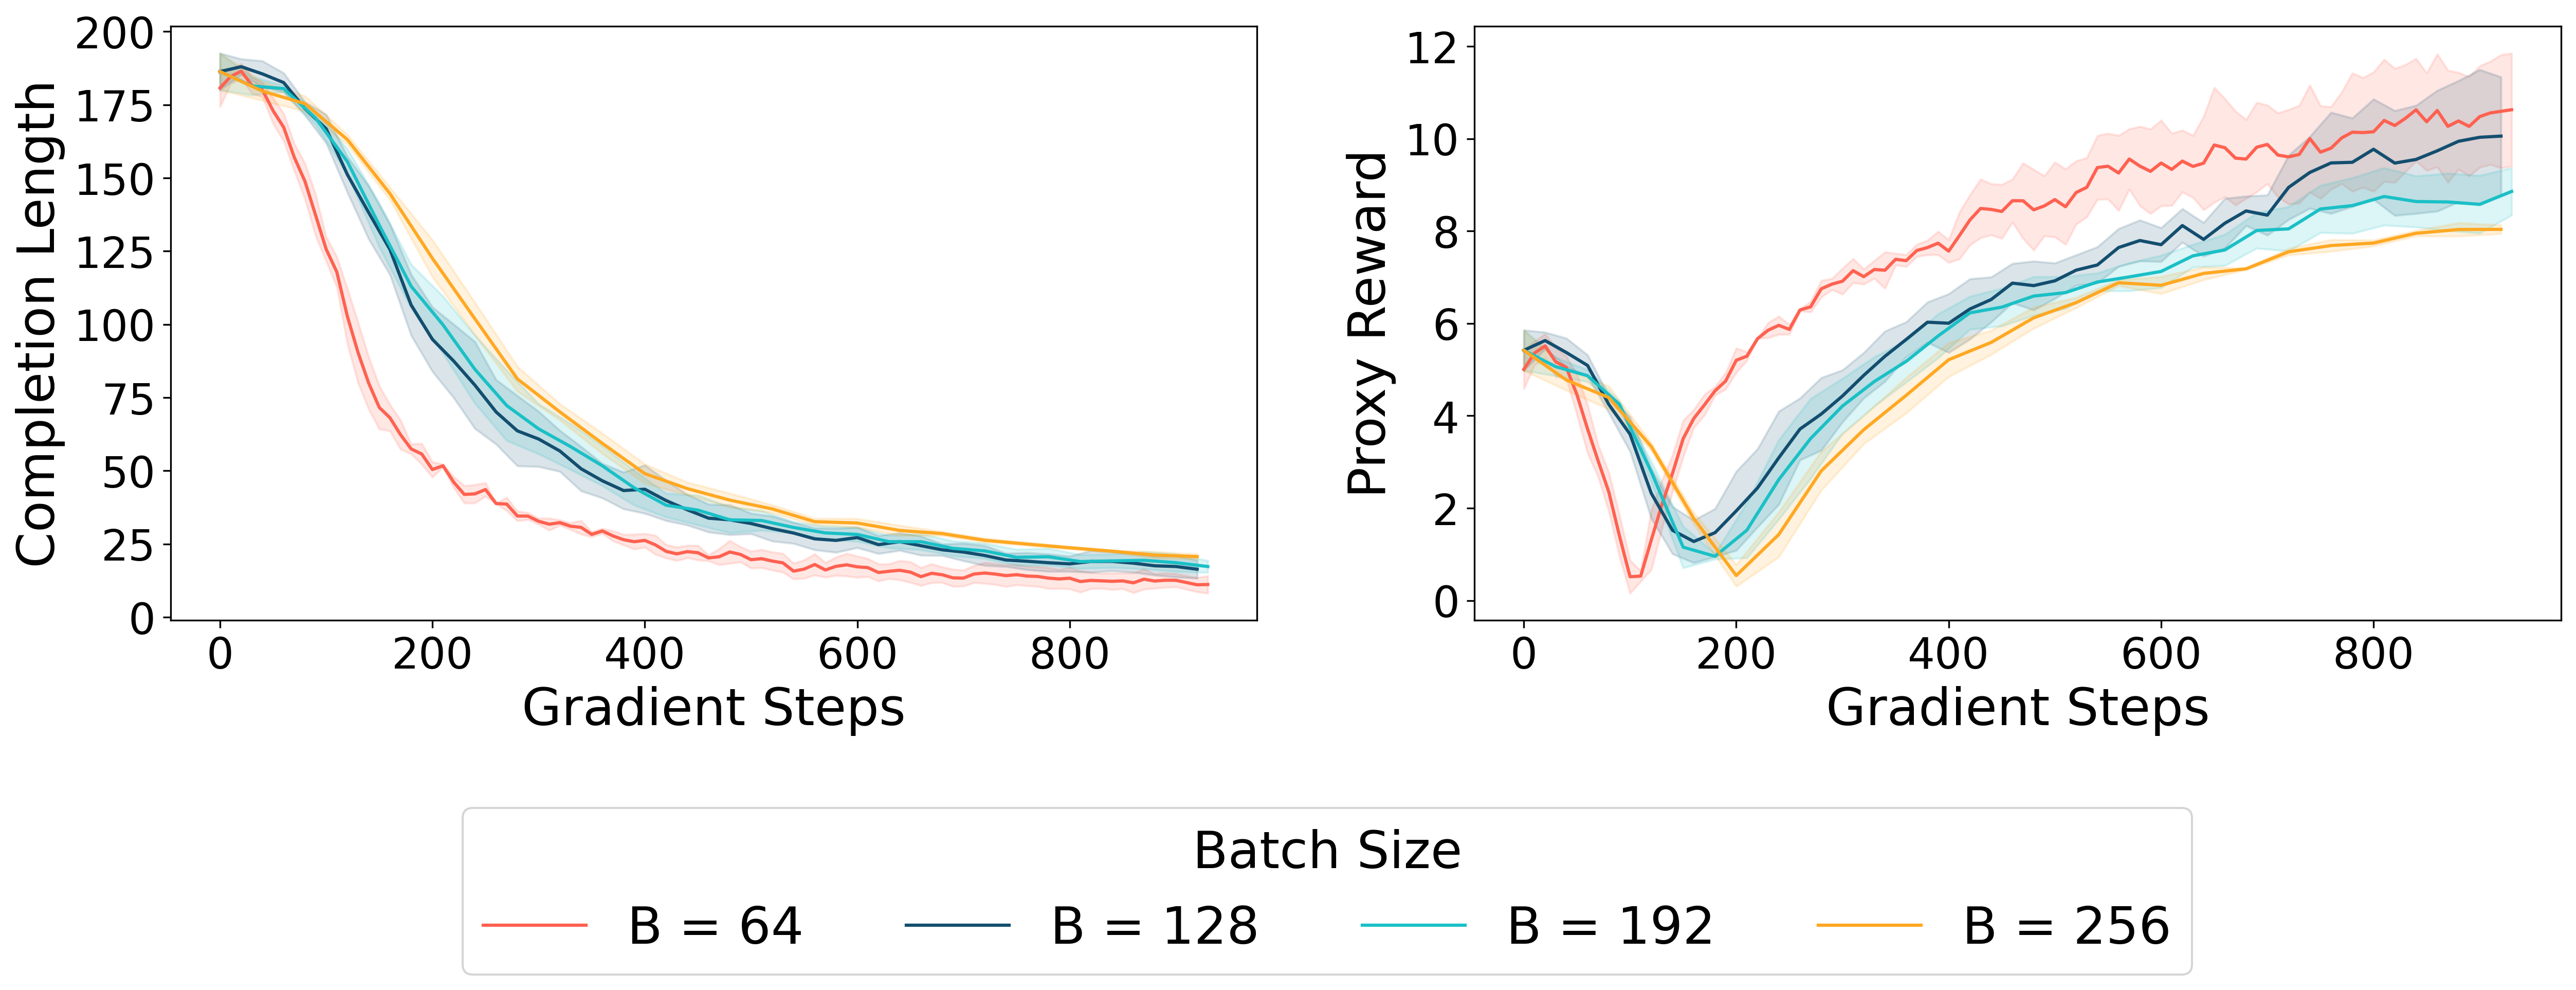 200
175
150
125
100
75
50
25
0
Completion Length
0 200 400 600 800
Gradient Steps
12
10
8
6
4
2
0
Proxy Reward
0 200 400 600 800
Gradient Steps
Batch Size
B = 64 B = 128 B = 192 B = 256